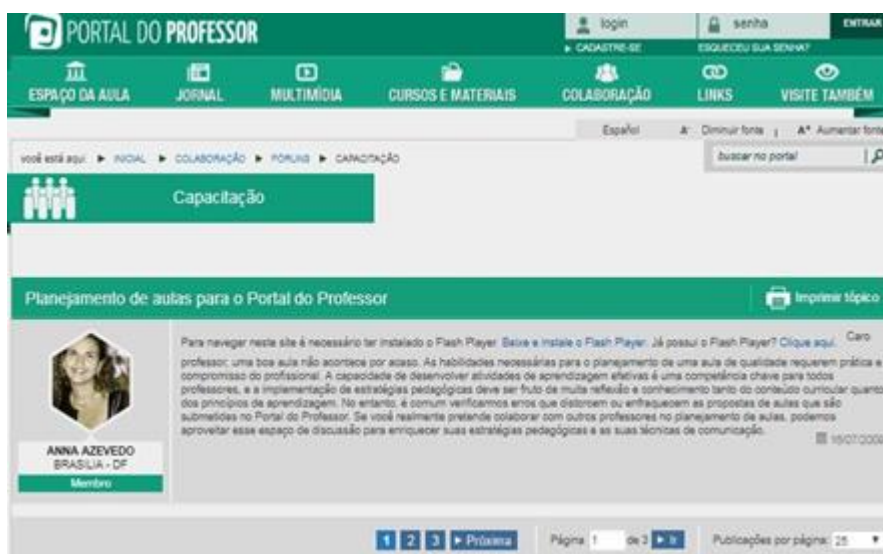 PORTAL DO PROFESSOR
login
senha
ENTRAR
CADASTRE-SE
ESQUECEU SUA SENHA?
ESPAÇO DA AULA
JORNAL
MULTIMÍDIA
CURSOS E MATERIAIS
COLABORAÇÃO
LINKS
VISITE TAMBÉM
Español
A- Diminuir fonte
A+ Aumentar fonte
você está aqui: INICIAL COLABORAÇÃO FÓRUNS CAPACITAÇÃO
buscar no portal
Capacitação
Planejamento de aulas para o Portal do Professor
Imprimir tópico
Para navegar neste site é necessário ter instalado o Flash Player. Baixe e instale o Flash Player. Já possui o Flash Player? Clique aqui. Caro
professor, uma boa aula não acontece por acaso. As habilidades necessárias para o planejamento de uma aula de qualidade requerem prática e
compromisso do profissional. A capacidade de desenvolver atividades de aprendizagem efetivas é uma competência chave para todos
professores, e a implementação de estratégias pedagógicas deve ser fruto de muita reflexão e conhecimento tanto do conteúdo curricular quanto
dos princípios de aprendizagem. No entanto, é comum verificarmos erros que distorcem ou enfraquecem as propostas de aulas que são
submetidas no Portal do Professor. Se você realmente pretende colaborar com outros professores no planejamento de aulas, podemos
aproveitar esse espaço de discussão para enriquecer suas estratégias pedagógicas e as suas técnicas de comunicação.
ANNA AZEVEDO
BRASILIA - DF
Membro
1 2 3 Próxima
Página 1 de 3 Ir
Publicações por página: 25